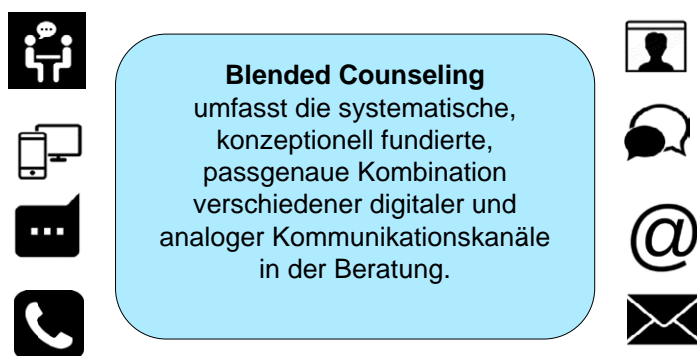 Blended Counseling
umfasst die systematische,
konzeptionell fundierte,
passgenaue Kombination
verschiedener digitaler und
analoger Kommunikationskanäle
in der Beratung.
@